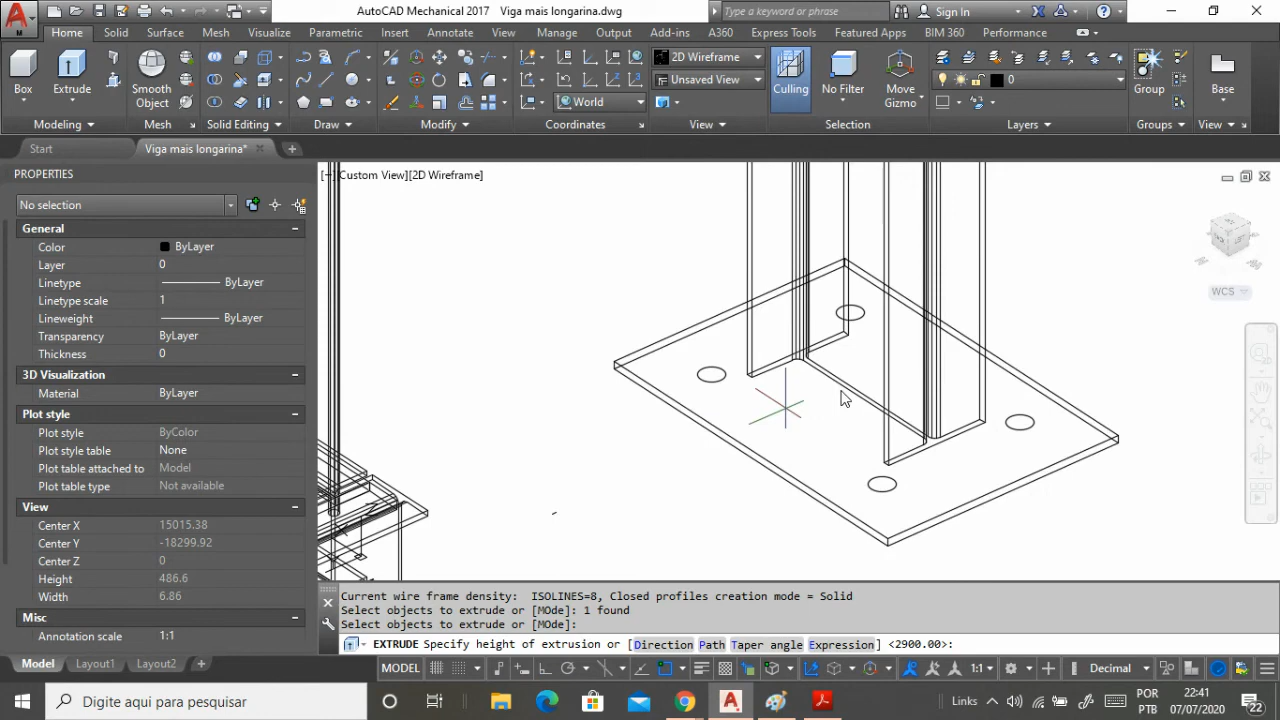 AutoCAD Mechanical 2017 Viga mais longarina.dwg
Type a keyword or phrase
Sign In
Home Solid Surface Mesh Visualize Parametric Insert Annotate View Manage Output Add-ins A360 Express Tools Featured Apps BIM 360 Performance
Box
Extrude
Smooth Object
2D Wireframe
Unsaved View
World
Culling
No Filter
Move Gizmo
0
Group
Base
Modeling Mesh Solid Editing Draw Modify Coordinates View Selection Layers Groups View
Start Viga mais longarina*
PROPERTIES
[−] Custom View][2D Wireframe]
No selection
General
Color ByLayer
Layer 0
Linetype ByLayer
Linetype scale 1
Lineweight ByLayer
Transparency ByLayer
Thickness 0
3D Visualization
Material ByLayer
Plot style
Plot style ByColor
Plot style table None
Plot table attached to Model
Plot table type Not available
View
Center X 15015.38
Center Y -18299.92
Center Z 0
Height 486.6
Width 6.86
Misc
Annotation scale 1:1
WCS
Current wire frame density: ISOLINES=8, Closed profiles creation mode = Solid
Select objects to extrude or [MOde]: 1 found
Select objects to extrude or [MOde]:
EXTRUDE Specify height of extrusion or [Direction Path Taper angle Expression] <2900.00>:
Model Layout1 Layout2 +
MODEL 1:1 Decimal
Digite aqui para pesquisar
Links
POR
PTB
22:41
07/07/2020
22